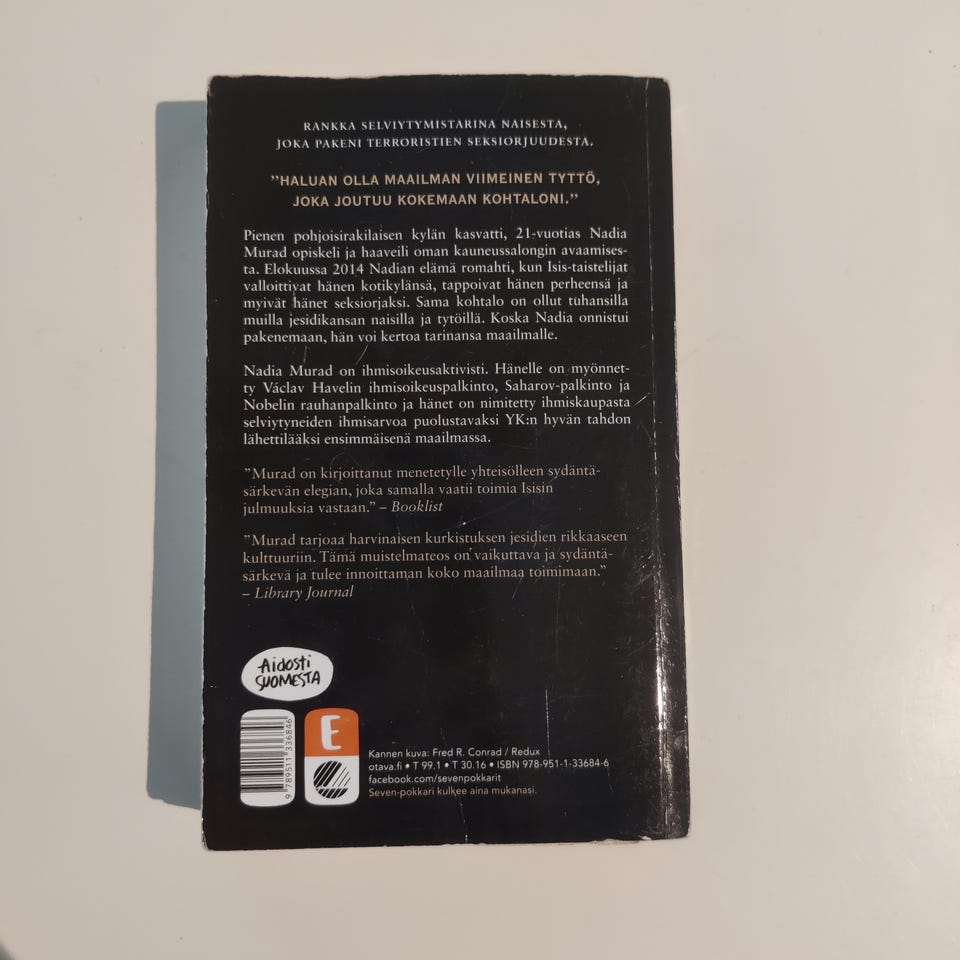 RANKKA SELVIYTYMISTARINA NAISESTA,
JOKA PAKENI TERRORISTIEN SEKSIORJUUDESTA.
"HALUAN OLLA MAAILMAN VIIMEINEN TYTTÖ,
JOKA JOUTUU KOKEMAAN KOHTALONI."
Pienen pohjoisirakilaisen kylän kasvatti, 21-vuotias Nadia
Murad opiskeli ja haaveili oman kauneussalongin avaamises-
ta. Elokuussa 2014 Nadian elämä romahti, kun Isis-taistelijat
valloittivat hänen kotikylänsä, tappoivat hänen perheensä ja
myivät hänet seksiorjaksi. Sama kohtalo on ollut tuhansilla
muilla jesidikansan naisilla ja tytöillä. Koska Nadia onnistui
pakenemaan, hän voi kertoa tarinansa maailmalle.
Nadia Murad on ihmisoikeusaktivisti. Hänelle on myönnet-
ty Václav Havelin ihmisoikeuspalkinto, Saharov-palkinto ja
Nobelin rauhanpalkinto ja hänet on nimitetty ihmiskaupasta
selviytyneiden ihmisarvoa puolustavaksi YK:n hyvän tahdon
lähettilääksi ensimmäisenä maailmassa.
"Murad on kirjoittanut menetetylle yhteisölleen sydäntä-
särkevän elegian, joka samalla vaatii toimia Isisin
julmuuksia vastaan." – Booklist
"Murad tarjoaa harvinaisen kurkistuksen jesidien rikkaaseen
kulttuuriin. Tämä muistelmateos on vaikuttava ja sydäntä-
särkevä ja tulee innoittaman koko maailmaa toimimaan."
– Library Journal
Aidosti
SUOMESTA
9 789511 336846
E
Kannen kuva: Fred R. Conrad / Redux
otava.fi • T 99.1 • T 30.16 • ISBN 978-951-1-33684-6
facebook.com/sevenpokkarit
Seven-pokkari kulkee aina mukanasi.